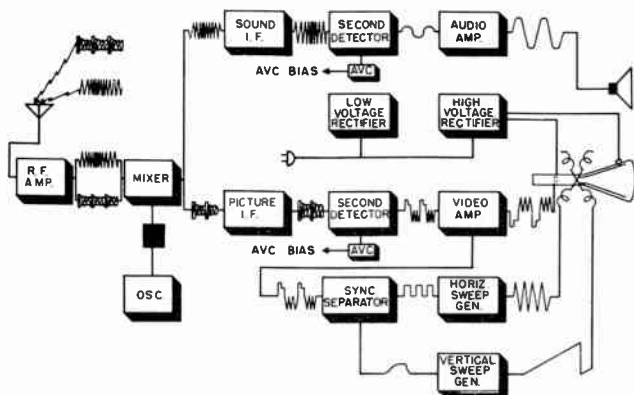 SOUND
I.F.
SECOND
DETECTOR
AUDIO
AMP.
AVC BIAS
AVC
LOW
VOLTAGE
RECTIFIER
HIGH
VOLTAGE
RECTIFIER
R.F.
AMP.
MIXER
PICTURE
I.F.
SECOND
DETECTOR
VIDEO
AMP
AVC BIAS
AVC
OSC.
SYNC
SEPARATOR
HORIZ
SWEEP
GEN.
VERTICAL
SWEEP
GEN.